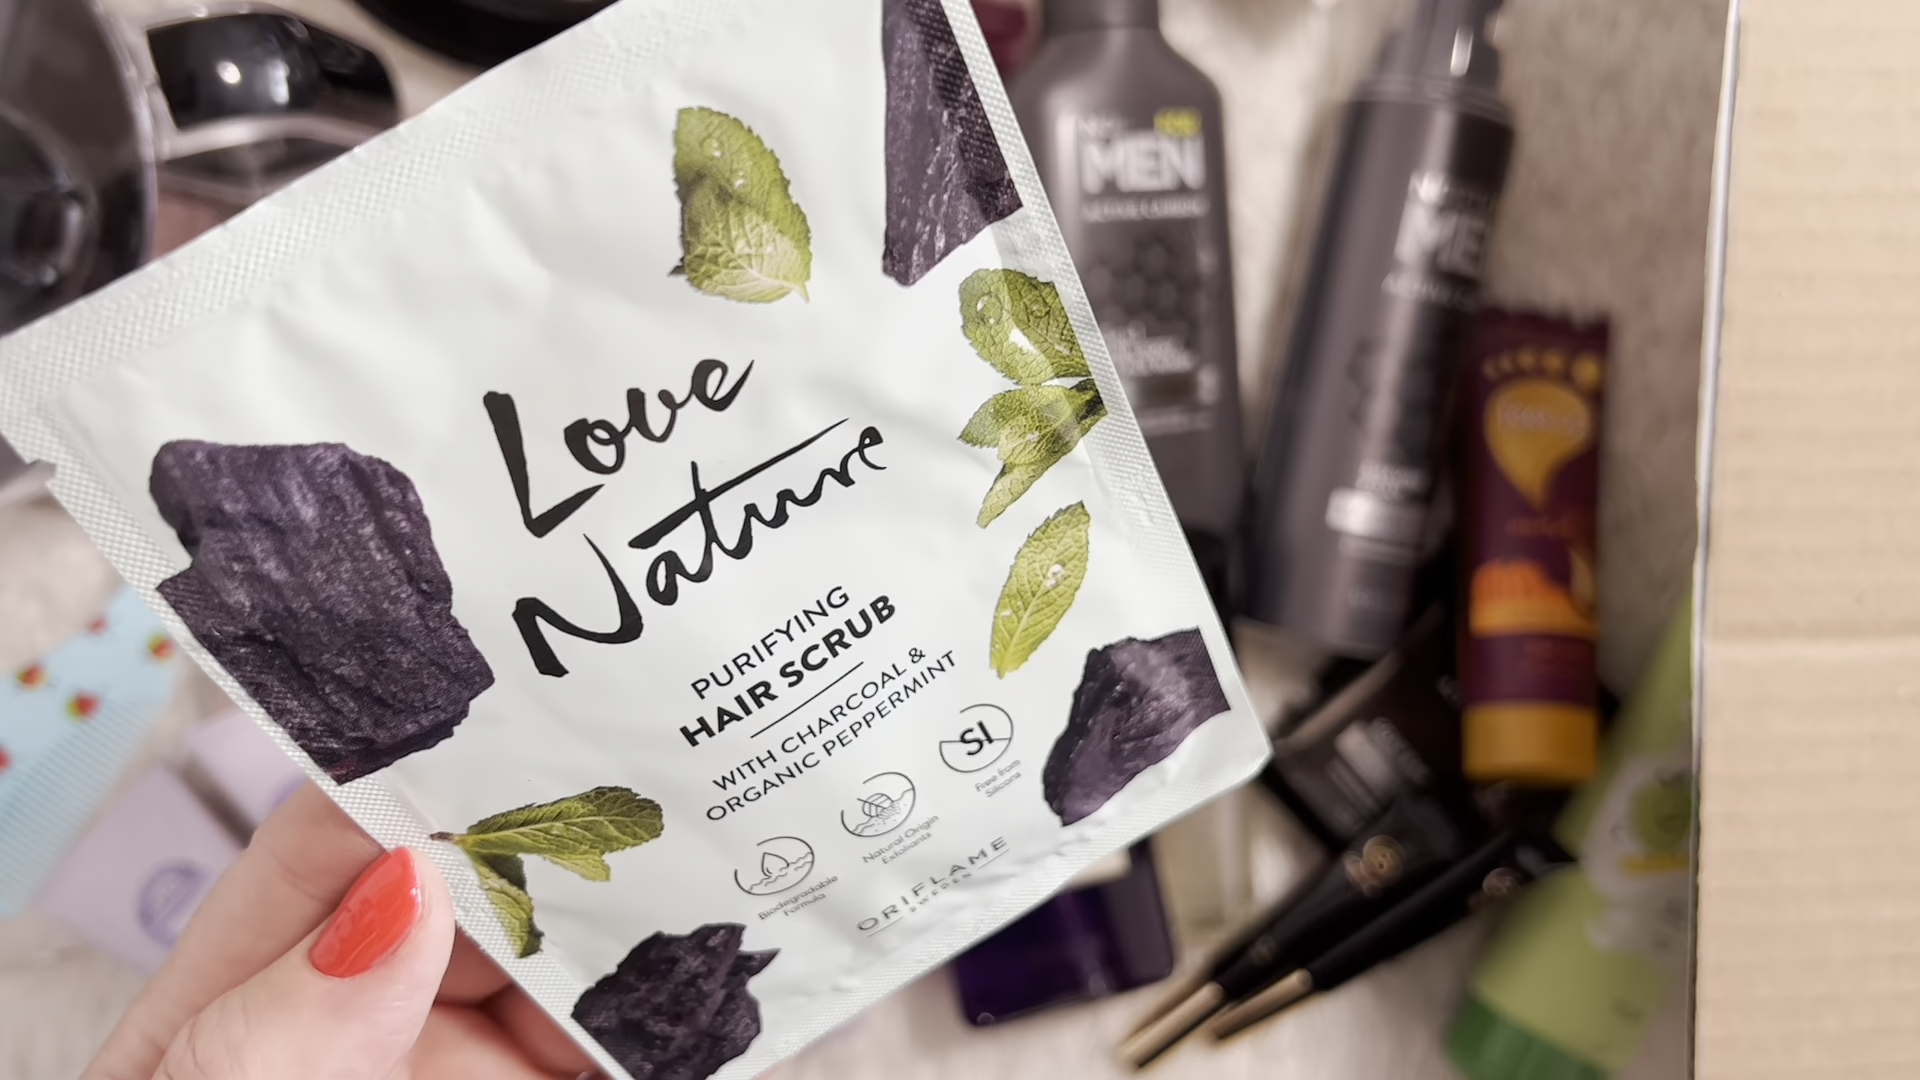 Love
Nature
PURIFYING
HAIR SCRUB
WITH CHARCOAL &
ORGANIC PEPPERMINT
SI
Free from
Silicone
Natural Origin
Exfoliants
Biodegradable
Formula
ORIFLAME
SWEDEN
MEN